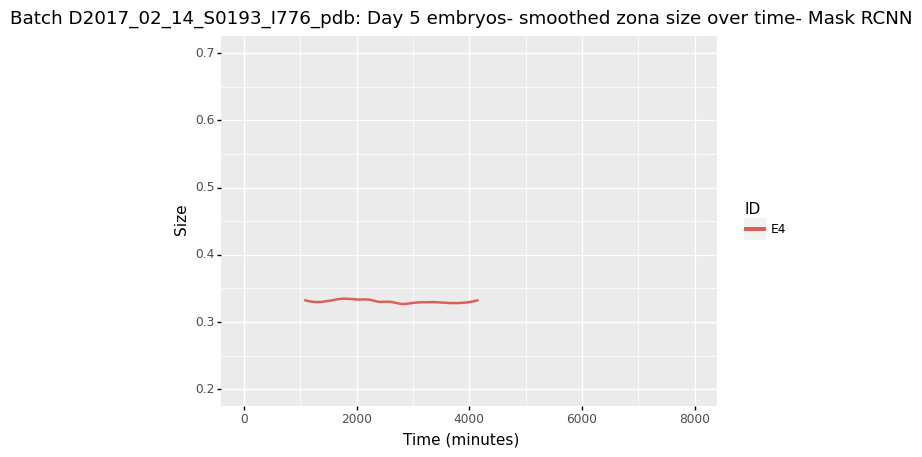 Batch D2017_02_14_S0193_I776_pdb: Day 5 embryos- smoothed zona size over time- Mask RCNN
0.7
0.6
0.5
0.4
0.3
0.2
Size
0 2000 4000 6000 8000
Time (minutes)
ID
E4